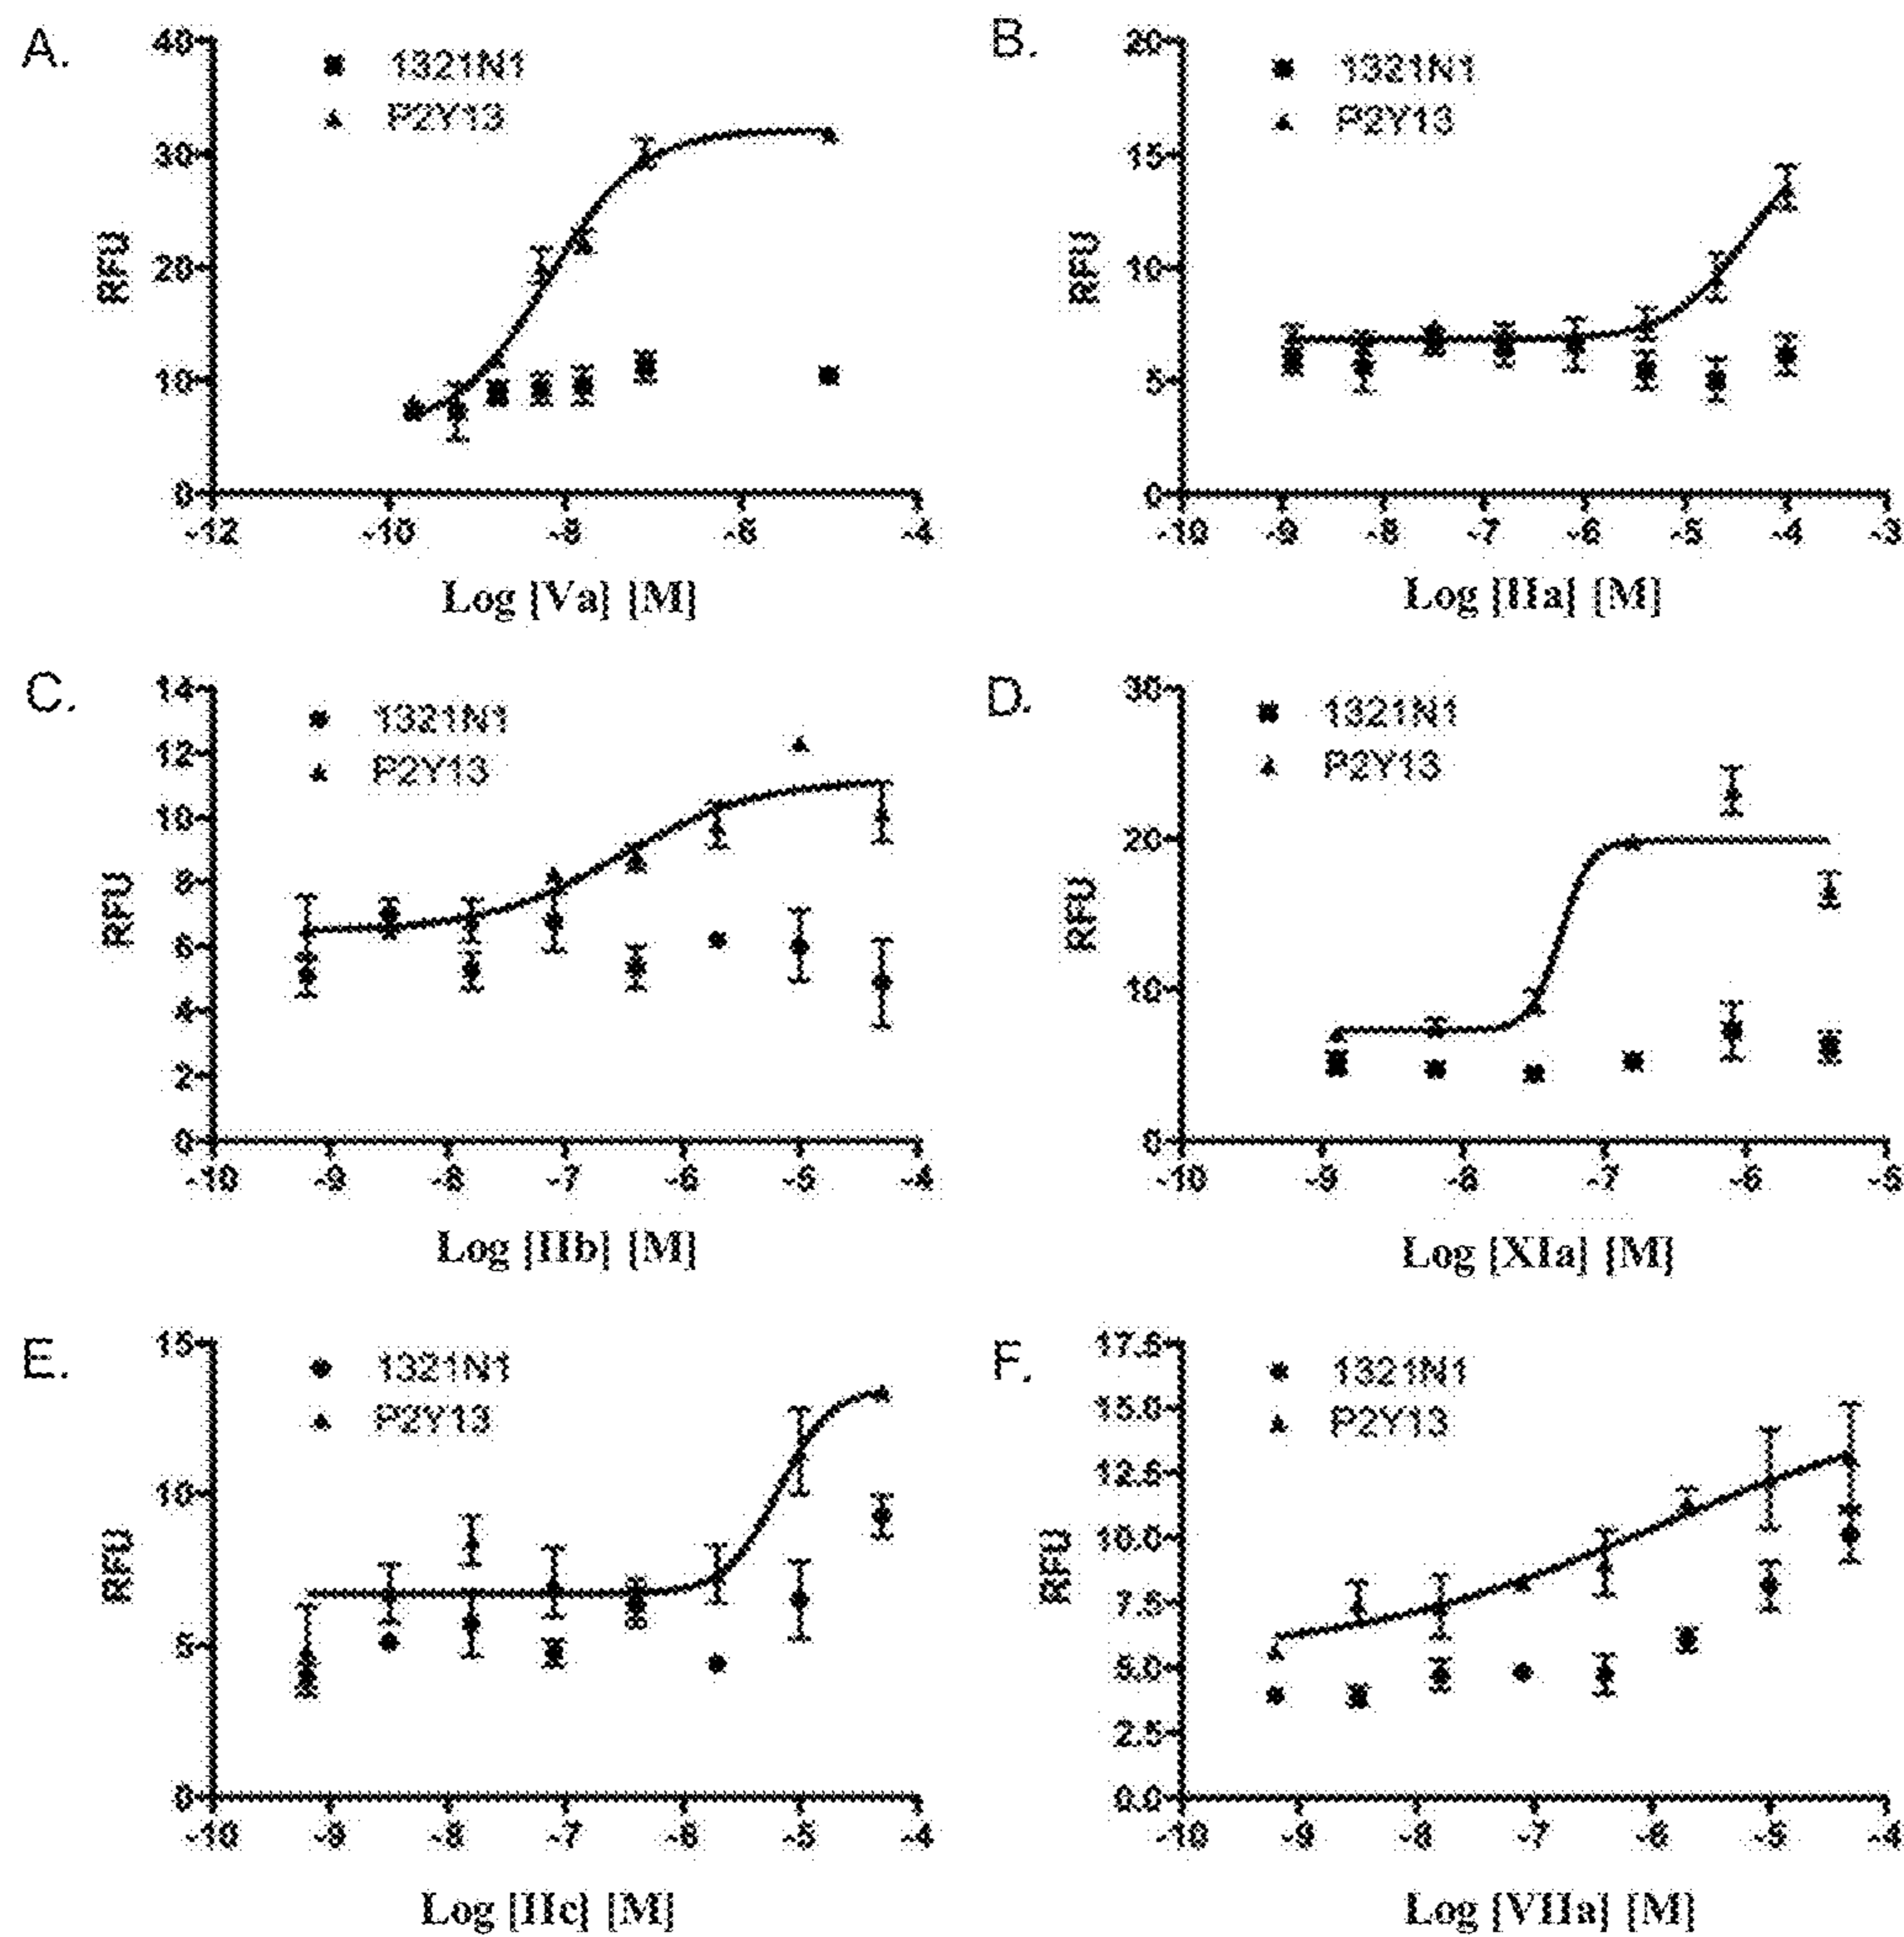 A.
40
30
20
10
0
RFU
1321N1
P2Y13
-12 -10 -8 -6 -4
Log [Va] [M]
B.
20
15
10
5
0
RFU
1321N1
P2Y13
-10 -9 -8 -7 -6 -5 -4 -3
Log [IIa] [M]
C.
14
12
10
8
6
4
2
0
RFU
1321N1
P2Y13
-10 -9 -8 -7 -6 -5 -4
Log [IIb] [M]
D.
30
20
10
0
RFU
1321N1
P2Y13
-10 -9 -8 -7 -6 -5
Log [XIa] [M]
E.
15
10
5
0
RFU
1321N1
P2Y13
-10 -9 -8 -7 -6 -5 -4
Log [IIc] [M]
F.
17.5
15.0
12.5
10.0
7.5
5.0
2.5
0.0
RFU
1321N1
P2Y13
-10 -9 -8 -7 -6 -5 -4
Log [VIIa] [M]